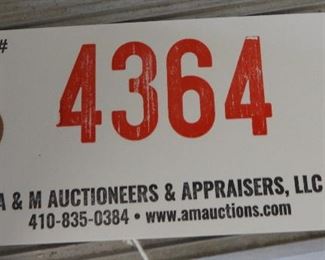 #
4364
A & M AUCTIONEERS & APPRAISERS, LLC
410-835-0384 • www.amauctions.com